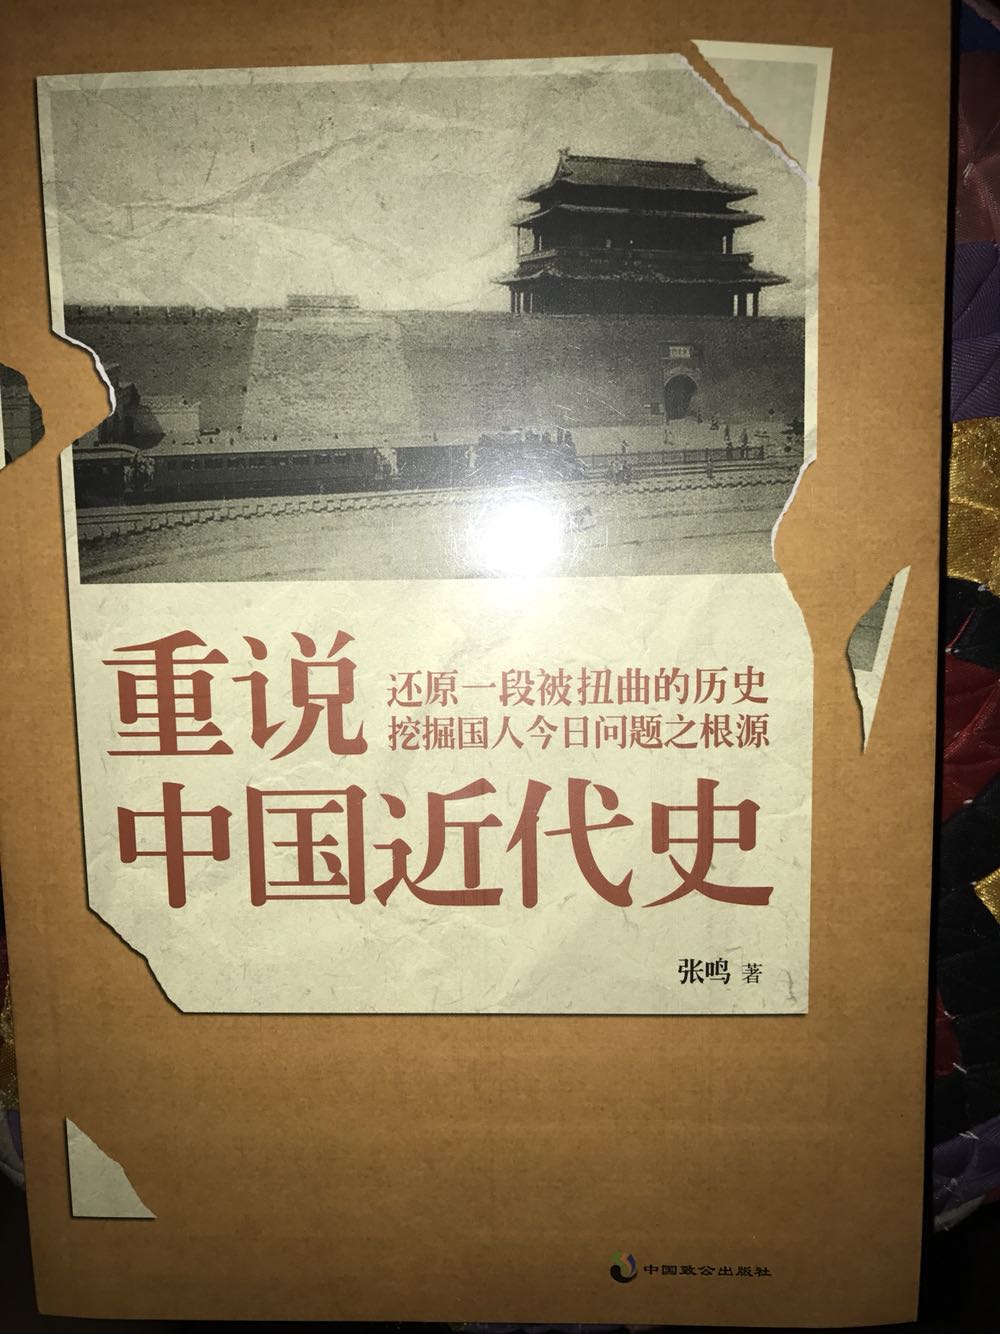 重说
还原一段被扭曲的历史
挖掘国人今日问题之根源
中国近代史
张鸣 著
中国致公出版社